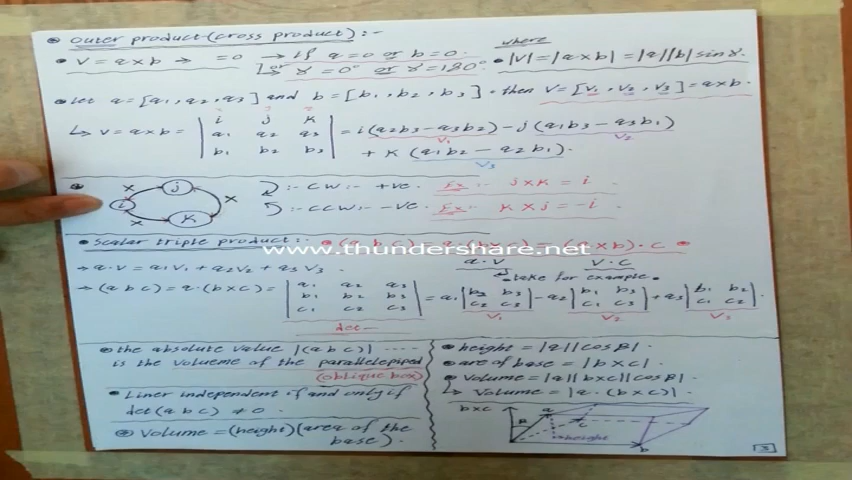 Outer product (cross product) :-
V = a × b → = 0 → if a = 0 or b = 0.
or γ = 0° or γ = 180°
where |V| = |a × b| = |a||b| sin γ.
let a = [a1, a2, a3] and b = [b1, b2, b3]. then V = [V1, V2, V3] = a × b.
↳ V = a × b = | i j k | = i (a2b3 - a3b2) - j (a1b3 - a3b1)
a1 a2 a3 V1 V2
b1 b2 b3 + k (a1b2 - a2b1).
V3
x j x i x k
:- CW :- +ve. Ex :- j × k = i
:- CCW :- -ve. Ex :- k × j = -i
Scalar triple product :- (a b c) = a·(b × c) = (a × b)·c
www.thundershare.net
a·V V·c
→ a·V = a1V1 + a2V2 + a3V3 .
take for example.
→ (a b c) = a·(b × c) = | a1 a2 a3 | = a1 | b2 b3 | - a2 | b1 b3 | + a3 | b1 b2 | .
b1 b2 b3 c2 c3 c1 c3 c1 c2
c1 c2 c3 V1 V2 V3
det
the absolute value |(a b c)| ----
is the volueme of the parallelepiped
(oblique box)
Liner independent if and only if
det (a b c) ≠ 0 .
Volume = (height) (area of the
base).
height = |a||cos β| .
are of base = |b × c| .
Volume = |a||b × c||cos β| .
↳ Volume = |a·(b × c)| .
b × c a
β c
height
b
3